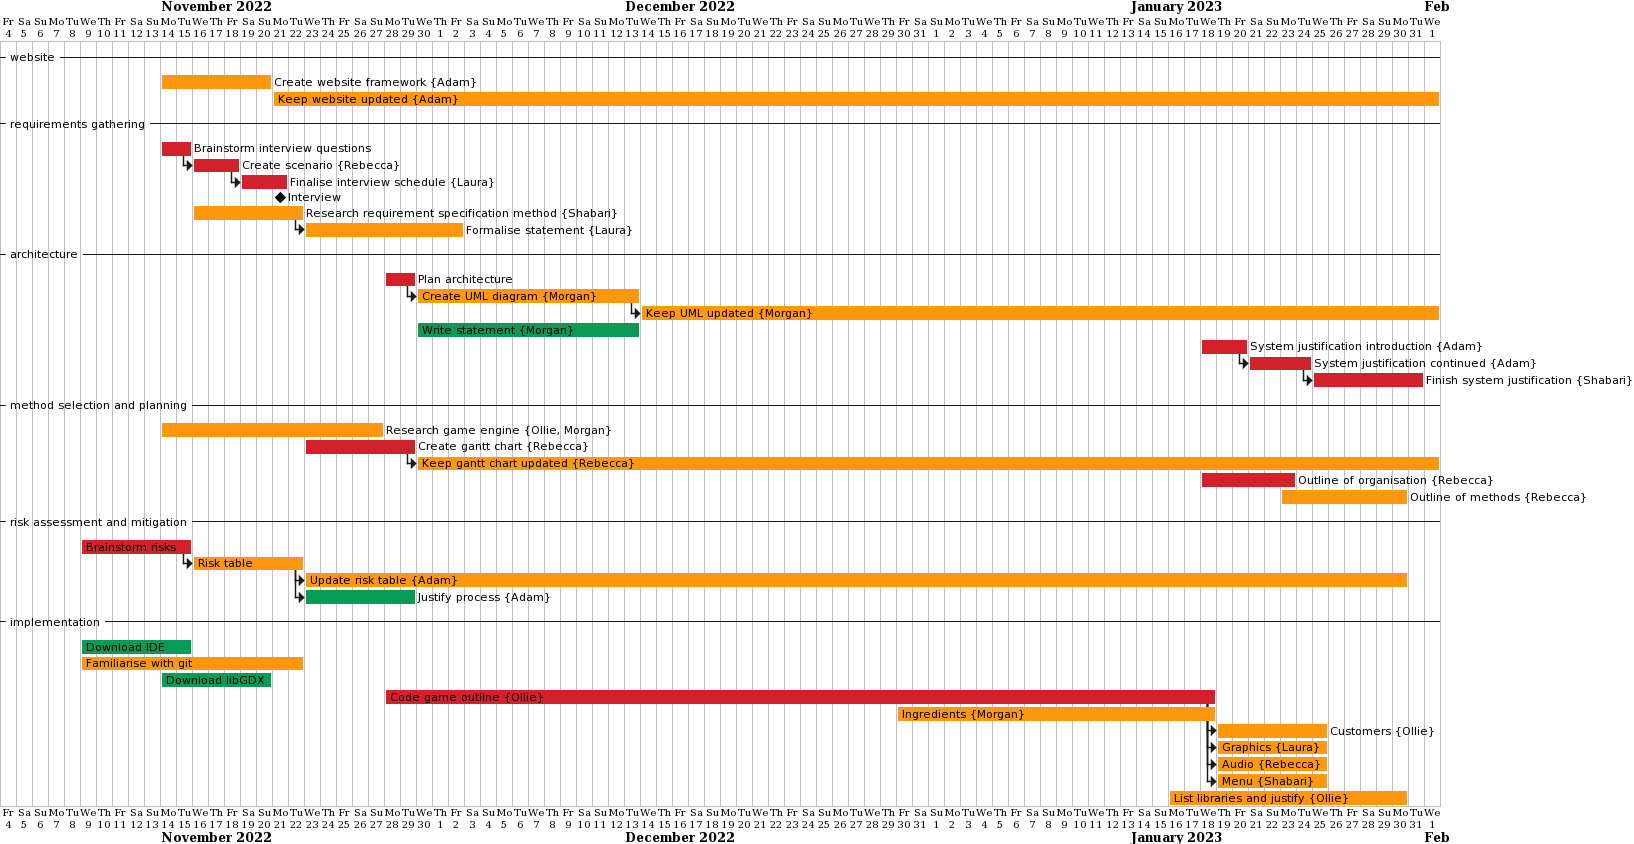 November 2022 December 2022 January 2023 Feb
Fr Sa Su Mo Tu We Th Fr Sa Su Mo Tu We Th Fr Sa Su Mo Tu We Th Fr Sa Su Mo Tu We Th Fr Sa Su Mo Tu We Th Fr Sa Su Mo Tu We Th Fr Sa Su Mo Tu We Th Fr Sa Su Mo Tu We Th Fr Sa Su Mo Tu We Th Fr Sa Su Mo Tu We Th Fr Sa Su Mo Tu We Th Fr Sa Su Mo Tu We Th Fr Sa Su Mo Tu We Th Fr Sa Su Mo Tu We
4 5 6 7 8 9 10 11 12 13 14 15 16 17 18 19 20 21 22 23 24 25 26 27 28 29 30 1 2 3 4 5 6 7 8 9 10 11 12 13 14 15 16 17 18 19 20 21 22 23 24 25 26 27 28 29 30 31 1 2 3 4 5 6 7 8 9 10 11 12 13 14 15 16 17 18 19 20 21 22 23 24 25 26 27 28 29 30 31 1
website
Create website framework {Adam}
Keep website updated {Adam}
requirements gathering
Brainstorm interview questions
Create scenario {Rebecca}
Finalise interview schedule {Laura}
Interview
Research requirement specification method {Shabari}
Formalise statement {Laura}
architecture
Plan architecture
Create UML diagram {Morgan}
Keep UML updated {Morgan}
Write statement {Morgan}
System justification introduction {Adam}
System justification continued {Adam}
Finish system justification {Shabari}
method selection and planning
Research game engine {Ollie, Morgan}
Create gantt chart {Rebecca}
Keep gantt chart updated {Rebecca}
Outline of organisation {Rebecca}
Outline of methods {Rebecca}
risk assessment and mitigation
Brainstorm risks
Risk table
Update risk table {Adam}
Justify process {Adam}
implementation
Download IDE
Familiarise with git
Download libGDX
Code game outline {Ollie}
Ingredients {Morgan}
Customers {Ollie}
Graphics {Laura}
Audio {Rebecca}
Menu {Shabari}
List libraries and justify {Ollie}
Fr Sa Su Mo Tu We Th Fr Sa Su Mo Tu We Th Fr Sa Su Mo Tu We Th Fr Sa Su Mo Tu We Th Fr Sa Su Mo Tu We Th Fr Sa Su Mo Tu We Th Fr Sa Su Mo Tu We Th Fr Sa Su Mo Tu We Th Fr Sa Su Mo Tu We Th Fr Sa Su Mo Tu We Th Fr Sa Su Mo Tu We Th Fr Sa Su Mo Tu We Th Fr Sa Su Mo Tu We Th Fr Sa Su Mo Tu We
4 5 6 7 8 9 10 11 12 13 14 15 16 17 18 19 20 21 22 23 24 25 26 27 28 29 30 1 2 3 4 5 6 7 8 9 10 11 12 13 14 15 16 17 18 19 20 21 22 23 24 25 26 27 28 29 30 31 1 2 3 4 5 6 7 8 9 10 11 12 13 14 15 16 17 18 19 20 21 22 23 24 25 26 27 28 29 30 31 1
November 2022 December 2022 January 2023 Feb